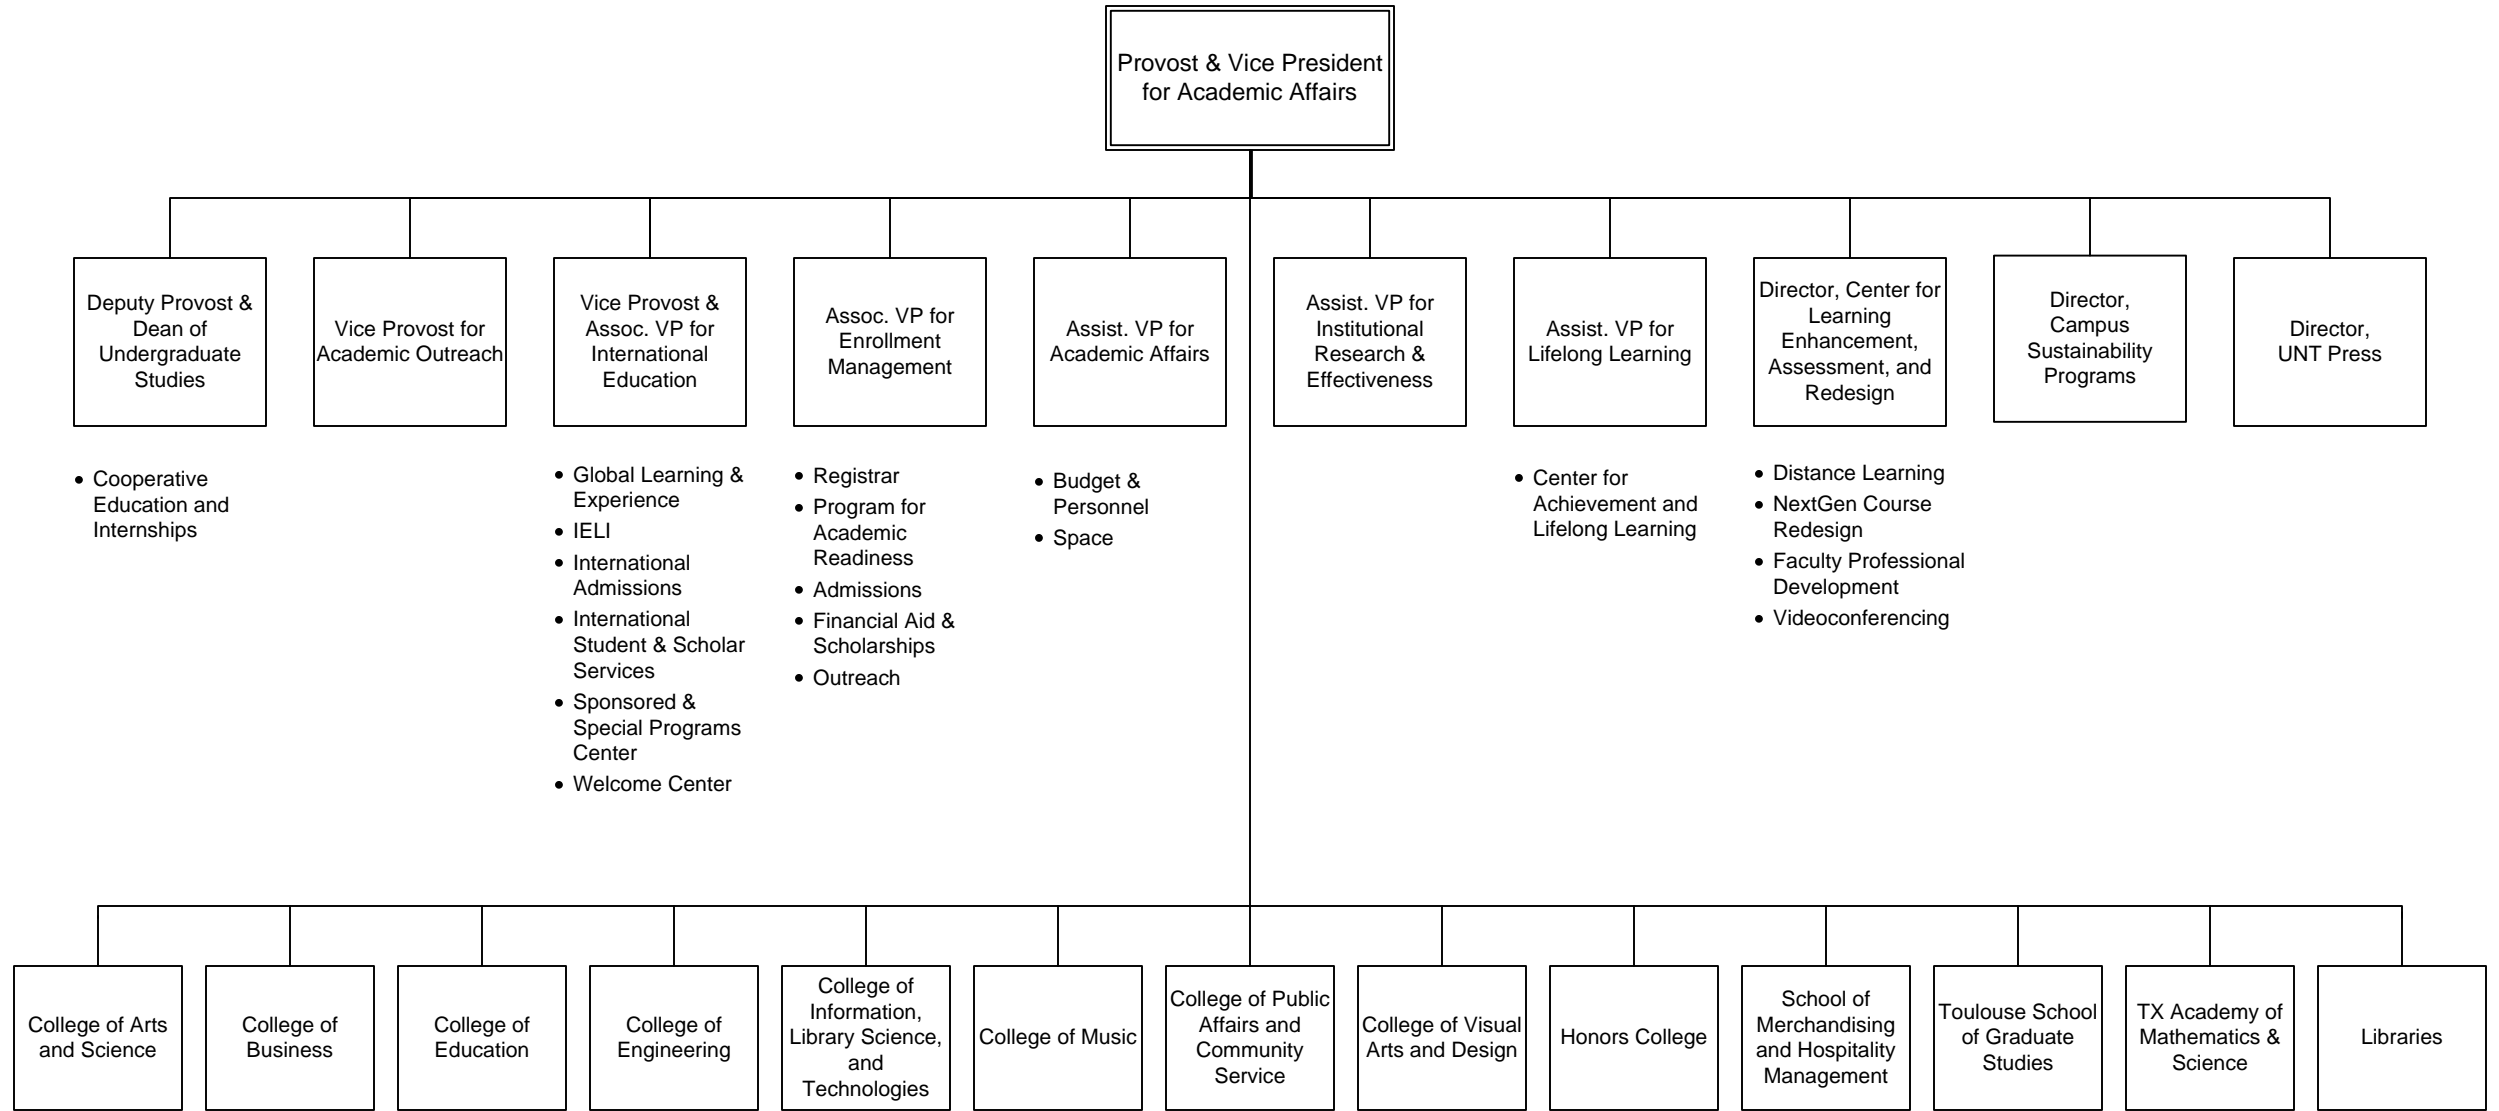 Provost & Vice President
for Academic Affairs
Deputy Provost &
Dean of
Undergraduate
Studies
Vice Provost for
Academic Outreach
Vice Provost &
Assoc. VP for
International
Education
Assoc. VP for
Enrollment
Management
Assist. VP for
Academic Affairs
Assist. VP for
Institutional
Research &
Effectiveness
Assist. VP for
Lifelong Learning
Director, Center for
Learning
Enhancement,
Assessment, and
Redesign
Director,
Campus
Sustainability
Programs
Director,
UNT Press
• Cooperative
Education and
Internships
• Global Learning &
Experience
• IELI
• International
Admissions
• International
Student & Scholar
Services
• Sponsored &
Special Programs
Center
• Welcome Center
• Registrar
• Program for
Academic
Readiness
• Admissions
• Financial Aid &
Scholarships
• Outreach
• Budget &
Personnel
• Space
• Center for
Achievement and
Lifelong Learning
• Distance Learning
• NextGen Course
Redesign
• Faculty Professional
Development
• Videoconferencing
College of Arts
and Science
College of
Business
College of
Education
College of
Engineering
College of
Information,
Library Science,
and
Technologies
College of Music
College of Public
Affairs and
Community
Service
College of Visual
Arts and Design
Honors College
School of
Merchandising
and Hospitality
Management
Toulouse School
of Graduate
Studies
TX Academy of
Mathematics &
Science
Libraries